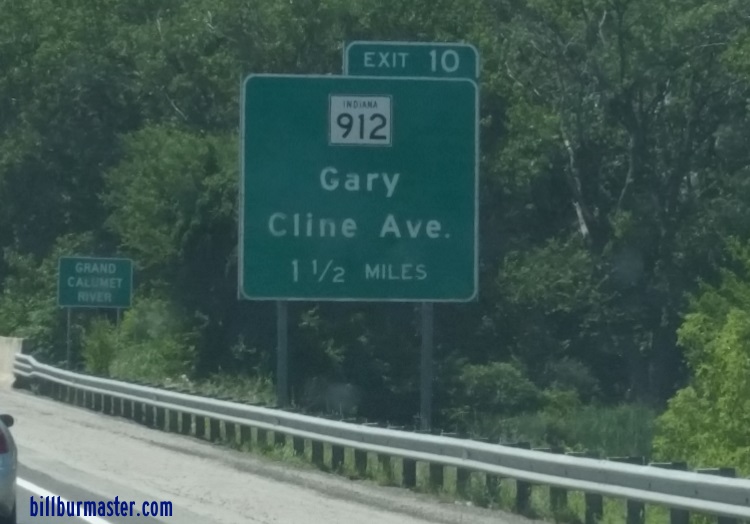 EXIT 10
INDIANA
912
Gary
Cline Ave.
1 1/2 MILES
GRAND
CALUMET
RIVER
billburmaster.com